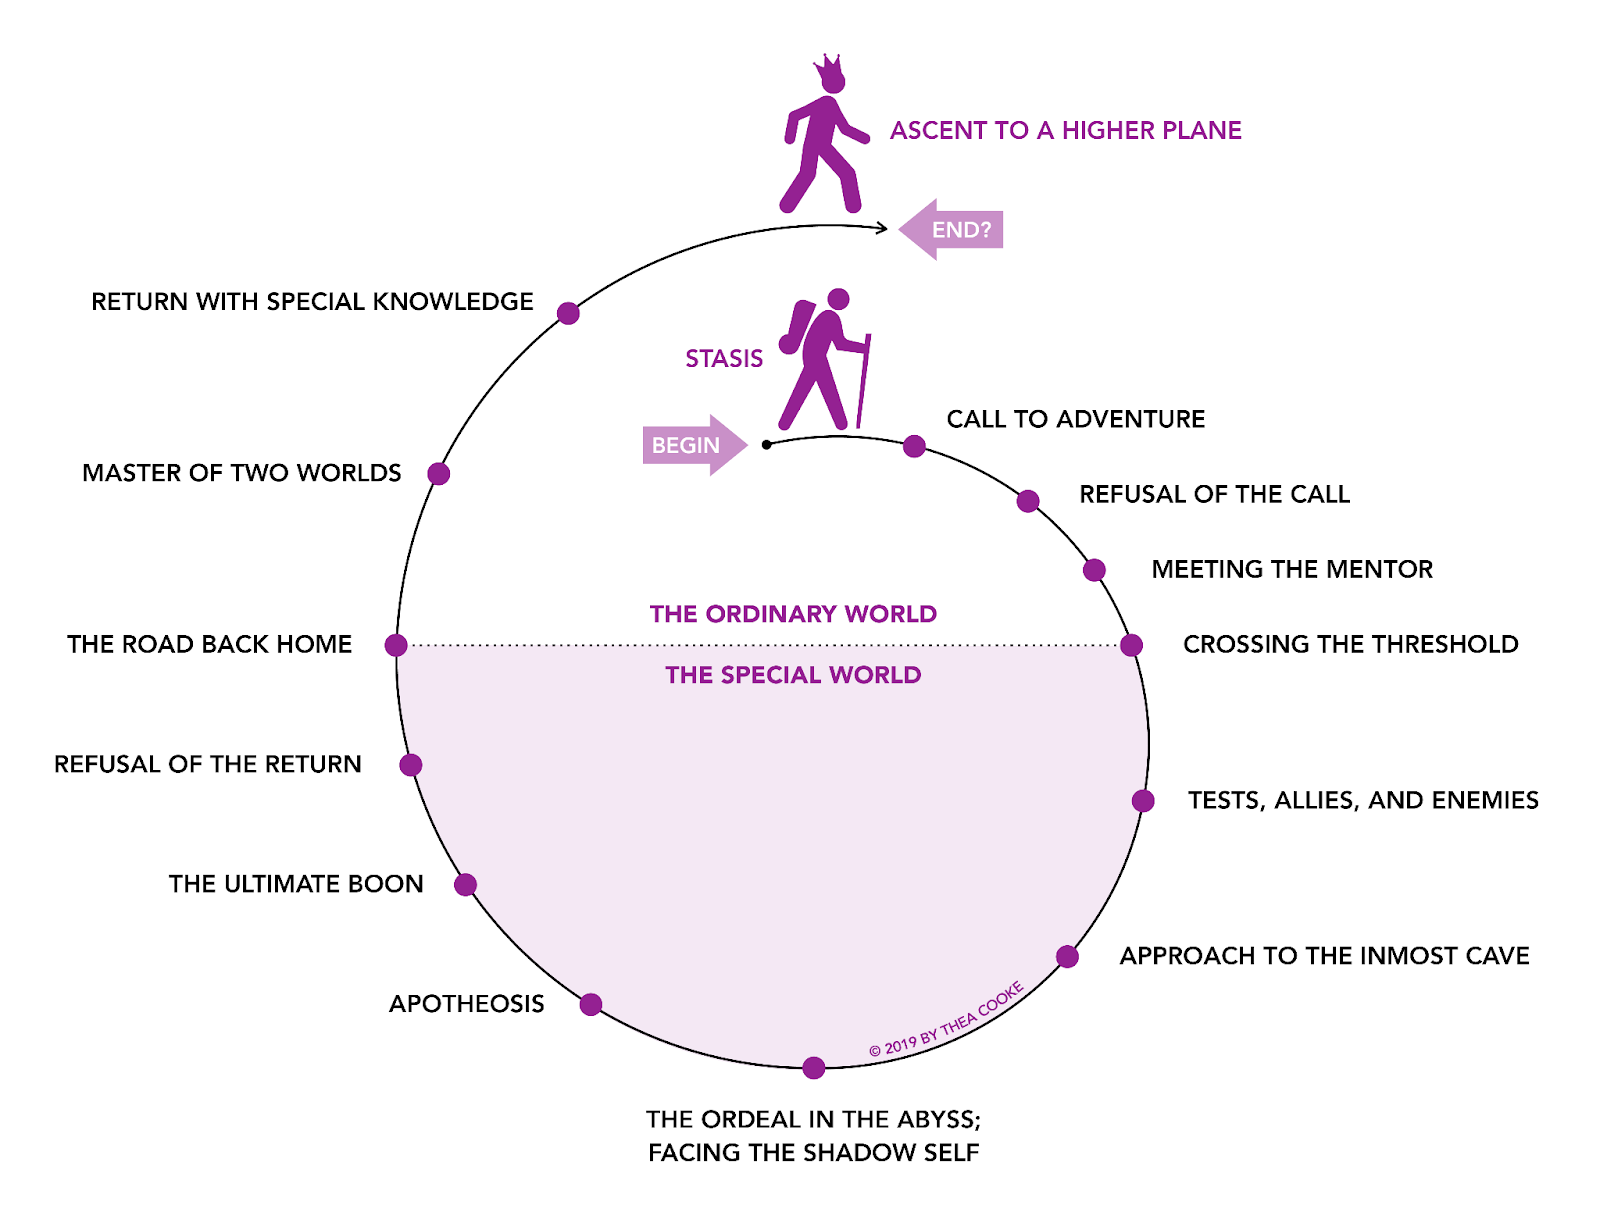 ASCENT TO A HIGHER PLANE
END?
RETURN WITH SPECIAL KNOWLEDGE
STASIS
BEGIN
CALL TO ADVENTURE
MASTER OF TWO WORLDS
REFUSAL OF THE CALL
MEETING THE MENTOR
THE ORDINARY WORLD
THE ROAD BACK HOME
CROSSING THE THRESHOLD
THE SPECIAL WORLD
REFUSAL OF THE RETURN
TESTS, ALLIES, AND ENEMIES
THE ULTIMATE BOON
APPROACH TO THE INMOST CAVE
APOTHEOSIS
© 2019 BY THEA COOKE
THE ORDEAL IN THE ABYSS;
FACING THE SHADOW SELF